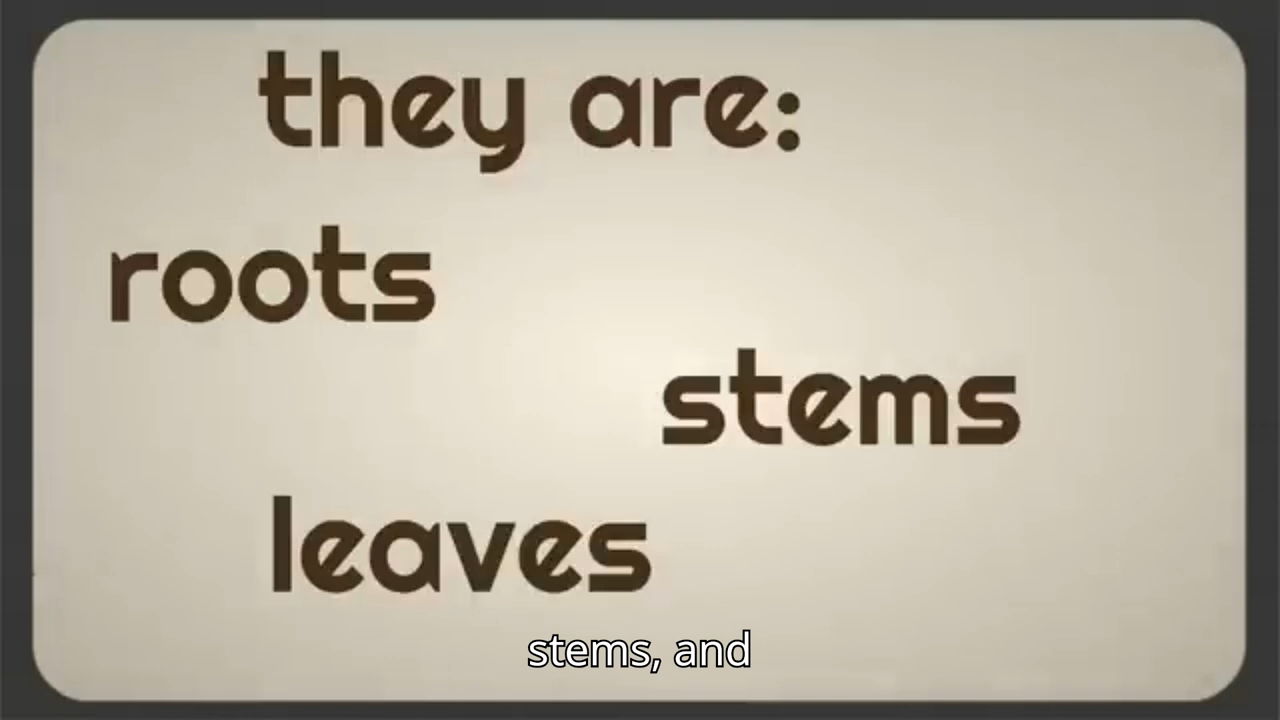 they are:
roots
stems
leaves
stems, and